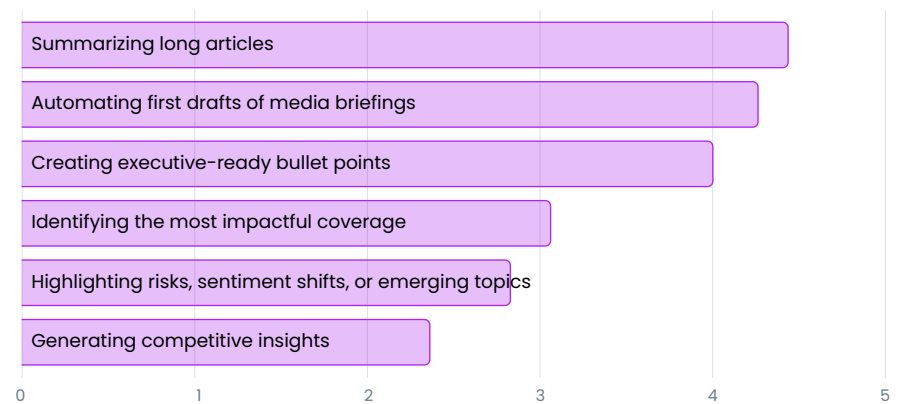 Summarizing long articles
Automating first drafts of media briefings
Creating executive-ready bullet points
Identifying the most impactful coverage
Highlighting risks, sentiment shifts, or emerging topics
Generating competitive insights
0 1 2 3 4 5